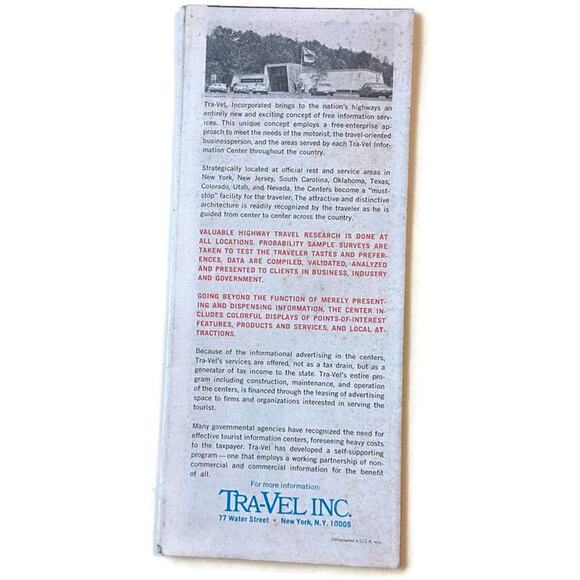 Tra-Vel, Incorporated brings to the nation's highways an
entirely new and exciting concept of free information serv-
ices. This unique concept employs a free-enterprise ap-
proach to meet the needs of the motorist, the travel-oriented
businessperson, and the areas served by each Tra-Vel Infor-
mation Center throughout the country.
Strategically located at official rest and service areas in
New York, New Jersey, South Carolina, Oklahoma, Texas,
Colorado, Utah, and Nevada, the Centers become a "must-
stop" facility for the traveler. The attractive and distinctive
architecture is readily recognized by the traveler as he is
guided from center to center across the country.
VALUABLE HIGHWAY TRAVEL RESEARCH IS DONE AT
ALL LOCATIONS. PROBABILITY SAMPLE SURVEYS ARE
TAKEN TO TEST THE TRAVELER TASTES AND PREFER-
ENCES, DATA ARE COMPILED, VALIDATED, ANALYZED
AND PRESENTED TO CLIENTS IN BUSINESS, INDUSTRY
AND GOVERNMENT.
GOING BEYOND THE FUNCTION OF MERELY PRESENT-
ING AND DISPENSING INFORMATION, THE CENTER IN-
CLUDES COLORFUL DISPLAYS OF POINTS-OF-INTEREST
FEATURES, PRODUCTS AND SERVICES, AND LOCAL AT-
TRACTIONS.
Because of the informational advertising in the centers,
Tra-Vel's services are offered, not as a tax drain, but as a
generator of tax income to the state. Tra-Vel's entire pro-
gram including construction, maintenance, and operation
of the centers, is financed through the leasing of advertising
space to firms and organizations interested in serving the
tourist.
Many governmental agencies have recognized the need for
effective tourist information centers, foreseeing heavy costs
to the taxpayer. Tra-Vel has developed a self-supporting
program — one that employs a working partnership of non-
commercial and commercial information for the benefit
of all.
For more information:
TRA-VEL INC.
77 Water Street • New York, N.Y. 10005
Lithographed in U.S.A.